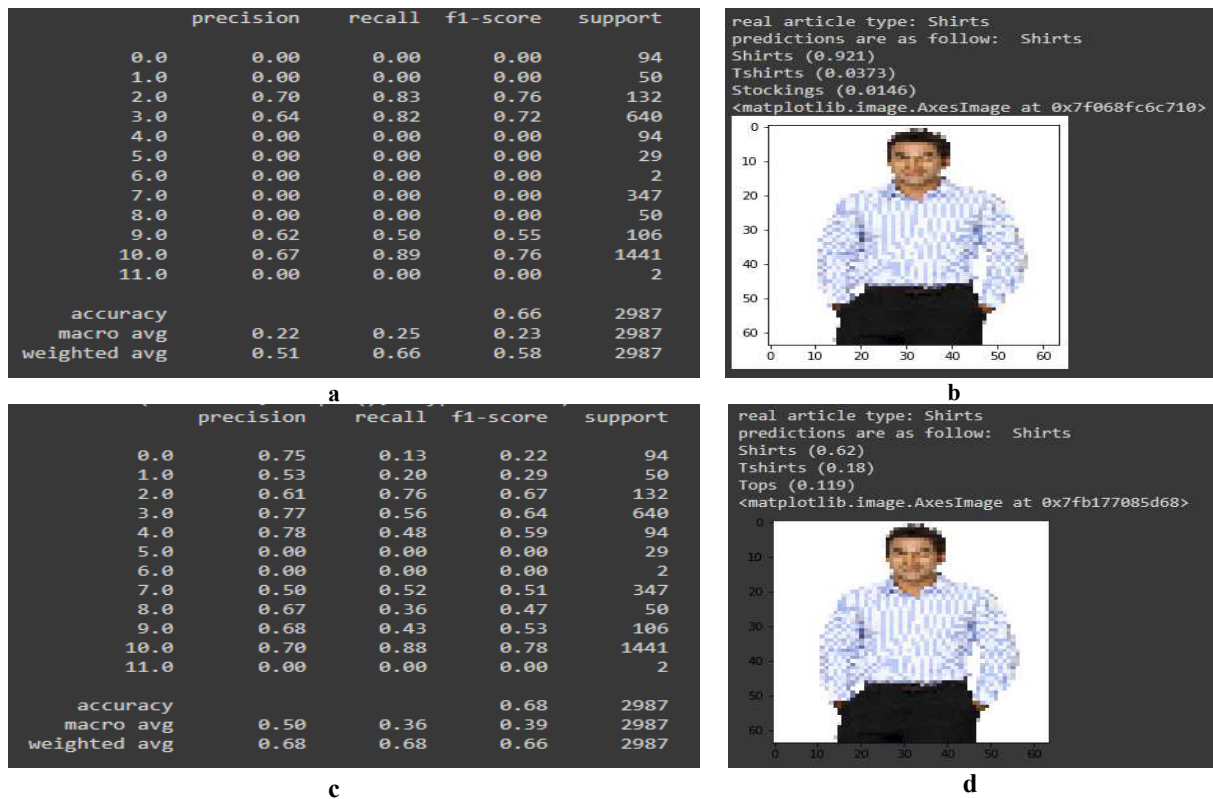 precision recall f1-score support
0.0 0.00 0.00 0.00 94
1.0 0.00 0.00 0.00 50
2.0 0.70 0.83 0.76 132
3.0 0.64 0.82 0.72 640
4.0 0.00 0.00 0.00 94
5.0 0.00 0.00 0.00 29
6.0 0.00 0.00 0.00 2
7.0 0.00 0.00 0.00 347
8.0 0.00 0.00 0.00 50
9.0 0.62 0.50 0.55 106
10.0 0.67 0.89 0.76 1441
11.0 0.00 0.00 0.00 2
accuracy 0.66 2987
macro avg 0.22 0.25 0.23 2987
weighted avg 0.51 0.66 0.58 2987
a
real article type: Shirts
predictions are as follow: Shirts
Shirts (0.921)
Tshirts (0.0373)
Stockings (0.0146)
<matplotlib.image.AxesImage at 0x7f068fc6c710>
0
10
20
30
40
50
60
0 10 20 30 40 50 60
b
precision recall f1-score support
0.0 0.75 0.13 0.22 94
1.0 0.53 0.20 0.29 50
2.0 0.61 0.76 0.67 132
3.0 0.77 0.56 0.64 640
4.0 0.78 0.48 0.59 94
5.0 0.00 0.00 0.00 29
6.0 0.00 0.00 0.00 2
7.0 0.50 0.52 0.51 347
8.0 0.67 0.36 0.47 50
9.0 0.68 0.43 0.53 106
10.0 0.70 0.88 0.78 1441
11.0 0.00 0.00 0.00 2
accuracy 0.68 2987
macro avg 0.50 0.36 0.39 2987
weighted avg 0.68 0.68 0.66 2987
c
real article type: Shirts
predictions are as follow: Shirts
Shirts (0.62)
Tshirts (0.18)
Tops (0.119)
<matplotlib.image.AxesImage at 0x7fb177085d68>
0
10
20
30
40
50
60
0 10 20 30 40 50 60
d